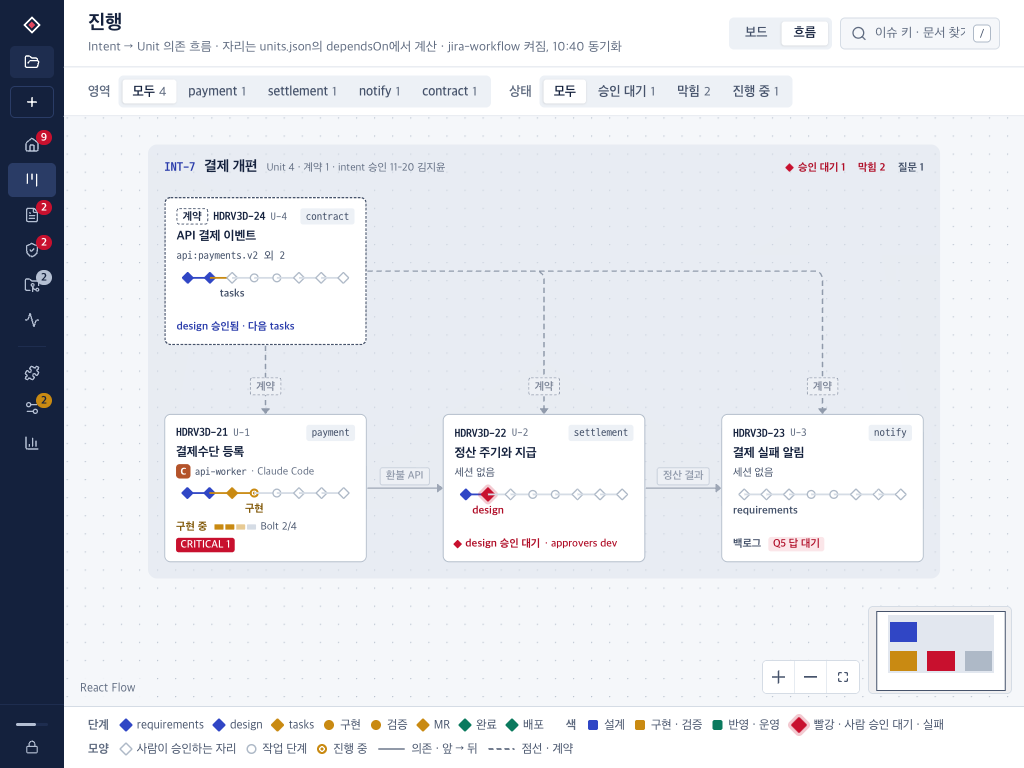 진행
Intent → Unit 의존 흐름 · 자리는 units.json의 dependsOn에서 계산 · jira-workflow 켜짐, 10:40 동기화
보드 흐름
이슈 키 · 문서 찾기 /
영역 모두 4 payment 1 settlement 1 notify 1 contract 1 상태 모두 승인 대기 1 막힘 2 진행 중 1
9
2
2
2
2
INT-7 결제 개편 Unit 4 · 계약 1 · intent 승인 11-20 김지윤 승인 대기 1 막힘 2 질문 1
계약 HDRV3D-24 U-4 contract
API 결제 이벤트
api:payments.v2 외 2
tasks
design 승인됨 · 다음 tasks
계약 계약 계약
HDRV3D-21 U-1 payment
결제수단 등록
C api-worker · Claude Code
구현
구현 중 Bolt 2/4
CRITICAL 1
환불 API
HDRV3D-22 U-2 settlement
정산 주기와 지급
세션 없음
design
design 승인 대기 · approvers dev
정산 결과
HDRV3D-23 U-3 notify
결제 실패 알림
세션 없음
requirements
백로그 Q5 답 대기
React Flow
단계 requirements design tasks 구현 검증 MR 완료 배포 색 설계 구현 · 검증 반영 · 운영 빨강 · 사람 승인 대기 · 실패
모양 사람이 승인하는 자리 작업 단계 진행 중 의존 · 앞 → 뒤 점선 · 계약